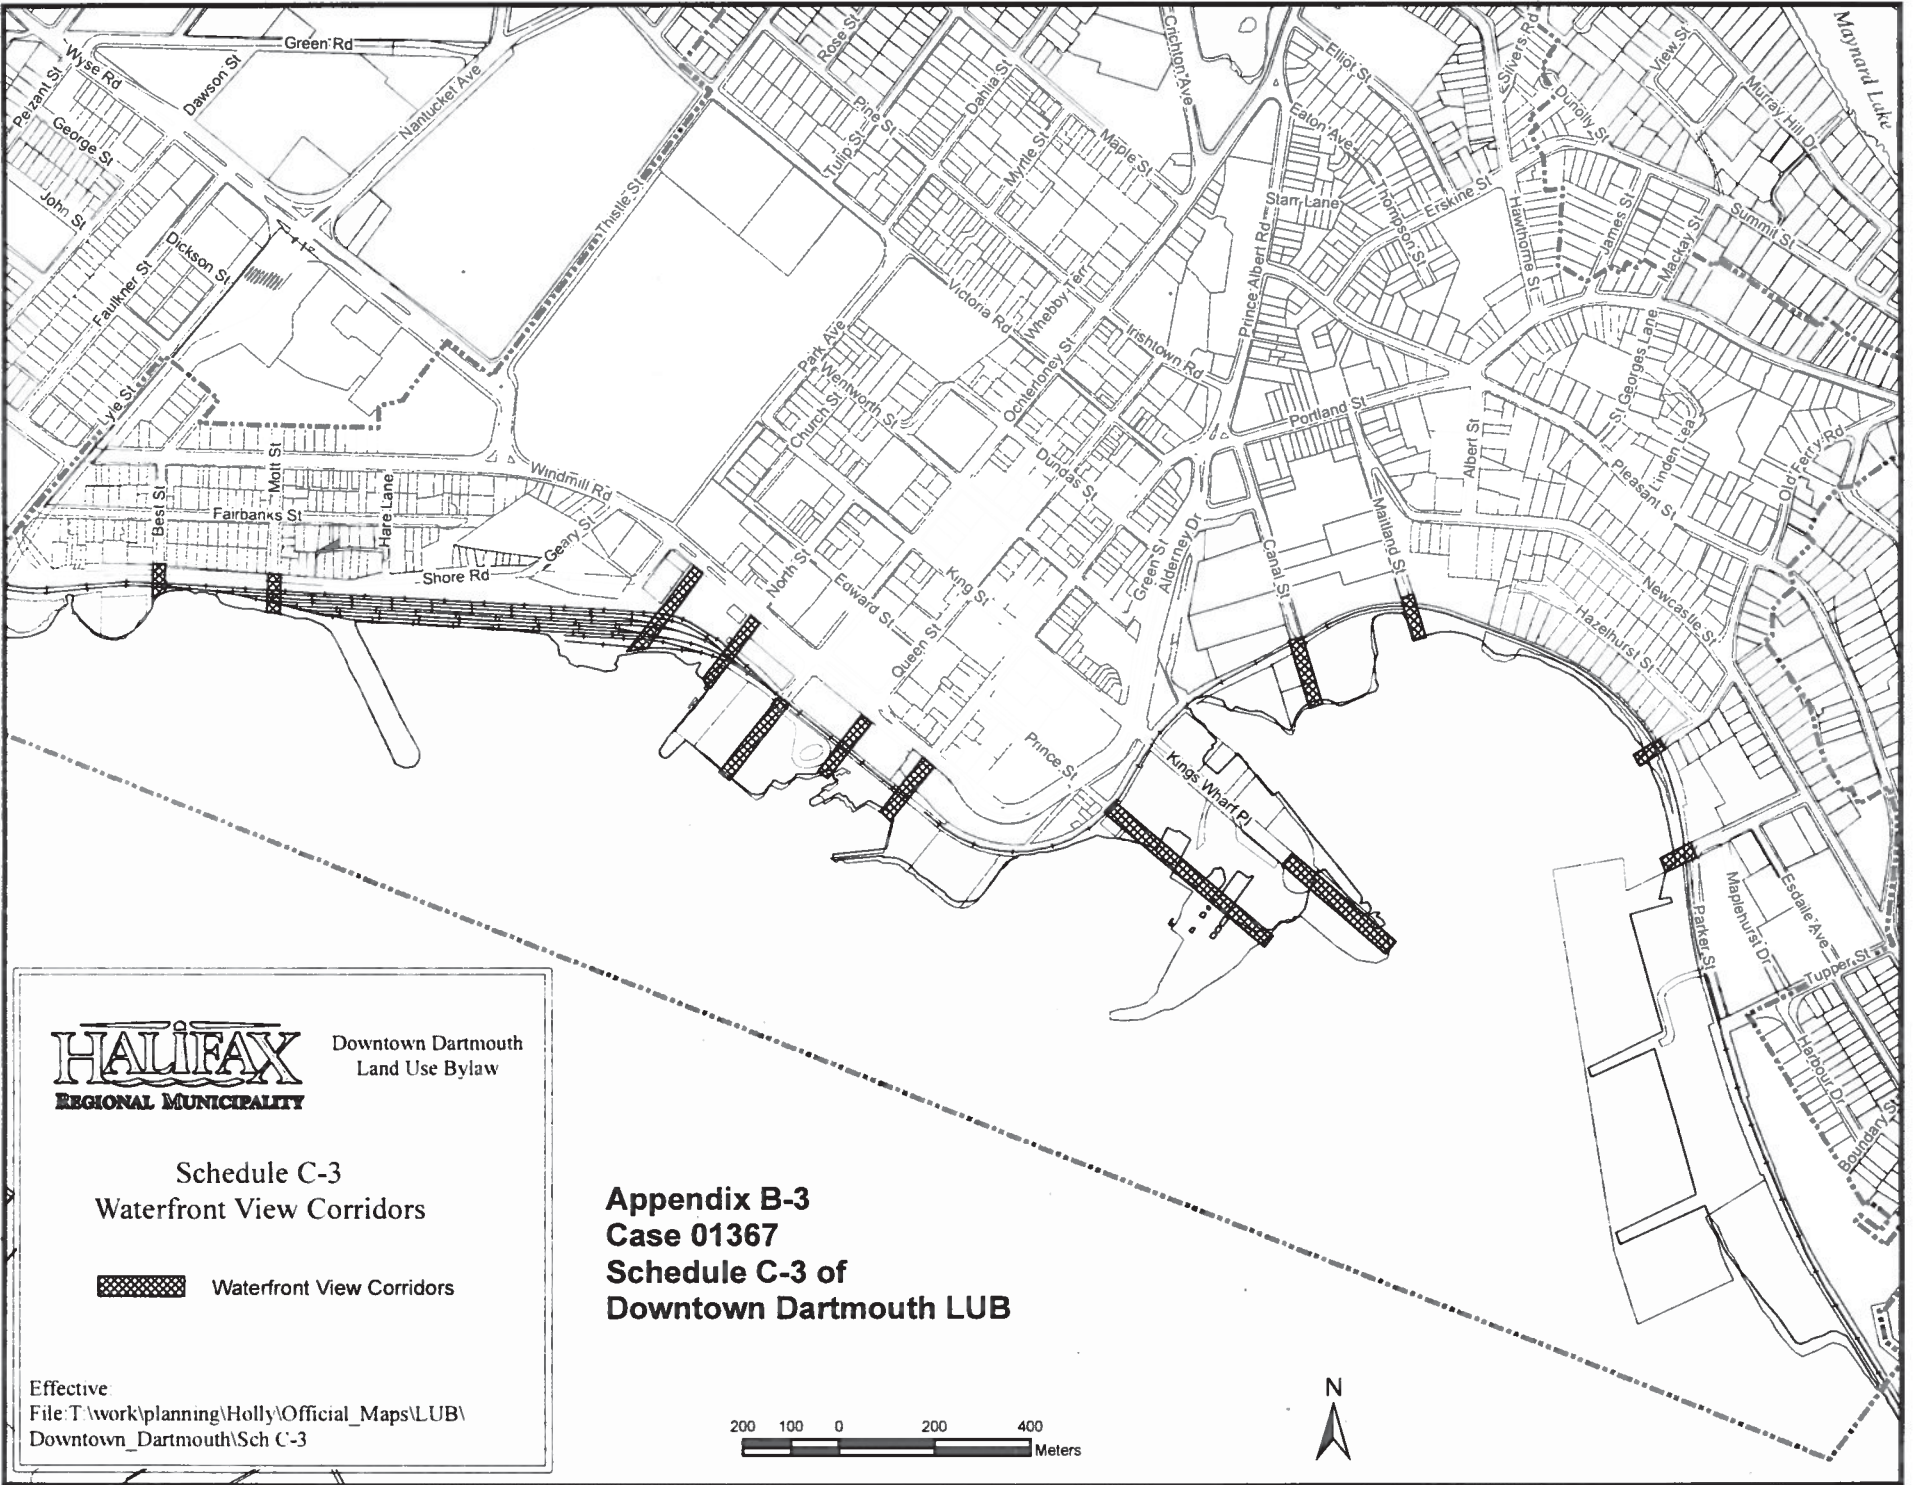 Green Rd
Wyse Rd
Pelzant St
Dawson St
Nantucket Ave
George St
John St
Dickson St
Faulkner St
Lyle St
Thistle St
Rose St
Pine St
Tulip St
Dahlia St
Myrtle St
Maple St
Crichton Ave
Elliot St
Eaton Ave
Silvers Rd
Dunolly St
View St
Murray Hill Dr
Maynard Lake
Starr Lane
Thompson St
Erskine St
Hawthorne St
James St
Mackay St
Summit St
Prince Albert Rd
Victoria Rd
Whebby Terr
Irishtown Rd
Ochterloney St
Park Ave
Wentworth St
Church St
Dundas St
Portland St
Albert St
St Georges Lane
Linden Lea
Pleasant St
Old Ferry Rd
Windmill Rd
Mott St
Best St
Fairbanks St
Hare Lane
Geary St
Shore Rd
North St
Edward St
King St
Queen St
Green St
Alderney Dr
Canal St
Maitland St
Newcastle St
Hazelhurst St
Prince St
Kings Wharf Pl
Parker St
Maplehurst Dr
Esdaile Ave
Tupper St
Harbour Dr
Boundary St
HALIFAX
REGIONAL MUNICIPALITY
Downtown Dartmouth
Land Use Bylaw
Schedule C-3
Waterfront View Corridors
Waterfront View Corridors
Effective:
File:T:\work\planning\Holly\Official_Maps\LUB\
Downtown_Dartmouth\Sch C-3
Appendix B-3
Case 01367
Schedule C-3 of
Downtown Dartmouth LUB
200 100 0 200 400
Meters
N